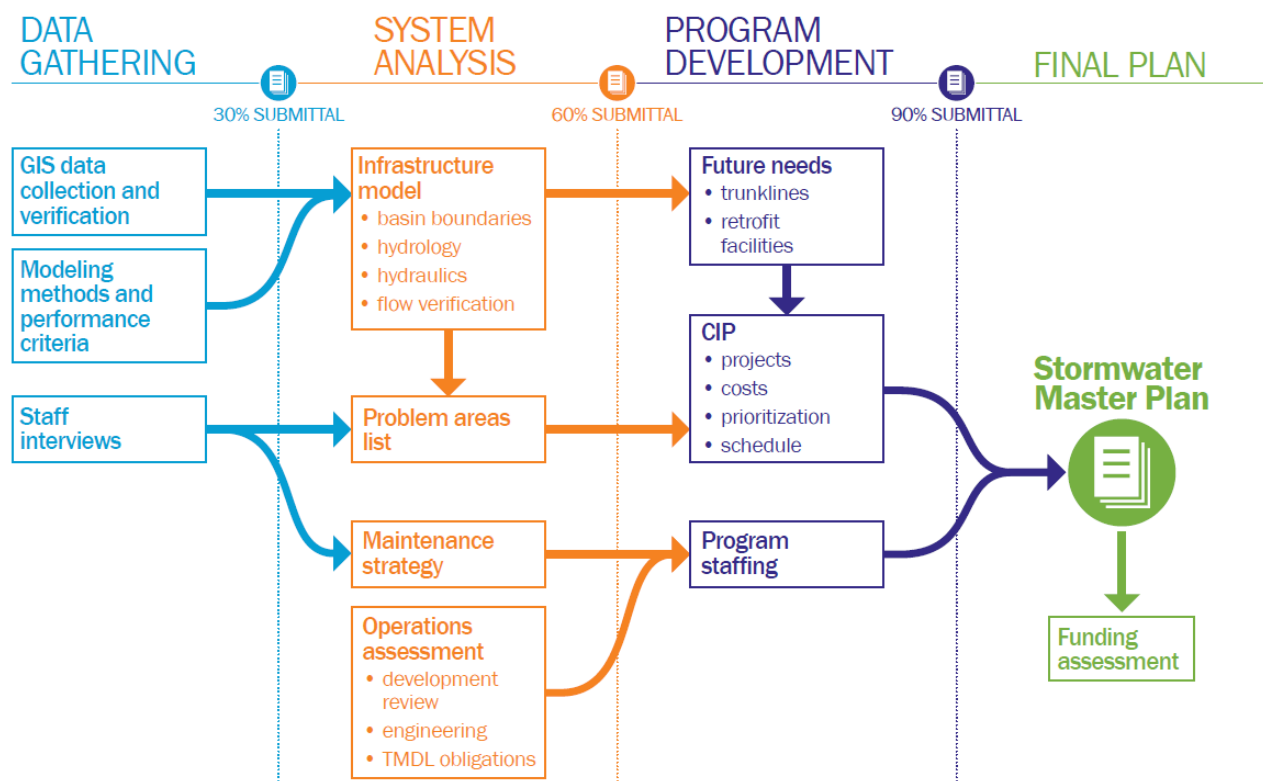 DATA
GATHERING
SYSTEM
ANALYSIS
PROGRAM
DEVELOPMENT
FINAL PLAN
30% SUBMITTAL
60% SUBMITTAL
90% SUBMITTAL
GIS data
collection and
verification
Modeling
methods and
performance
criteria
Staff
interviews
Infrastructure
model
• basin boundaries
• hydrology
• hydraulics
• flow verification
Problem areas
list
Maintenance
strategy
Operations
assessment
• development
review
• engineering
• TMDL obligations
Future needs
• trunklines
• retrofit
facilities
CIP
• projects
• costs
• prioritization
• schedule
Program
staffing
Stormwater
Master Plan
Funding
assessment